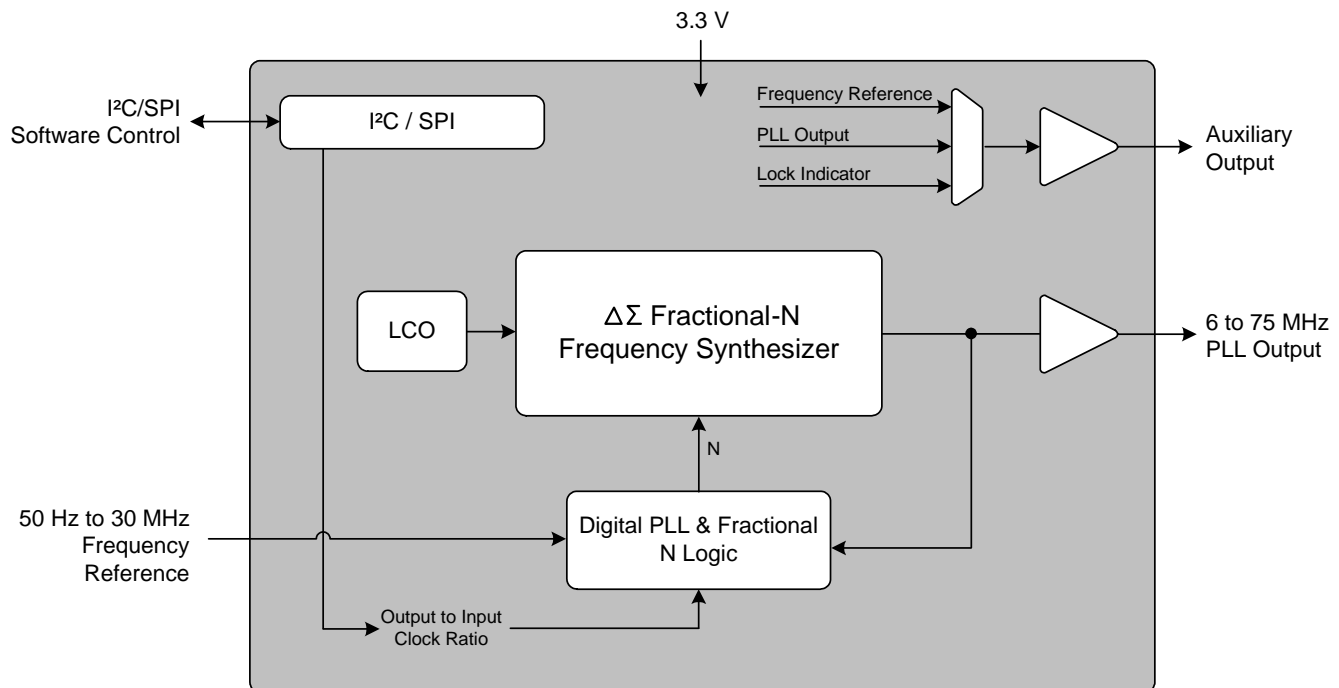 3.3 V
I²C/SPI
Software Control
I²C / SPI
Frequency Reference
PLL Output
Lock Indicator
Auxiliary
Output
LCO
ΔΣ Fractional-N
Frequency Synthesizer
6 to 75 MHz
PLL Output
N
50 Hz to 30 MHz
Frequency
Reference
Digital PLL & Fractional
N Logic
Output to Input
Clock Ratio